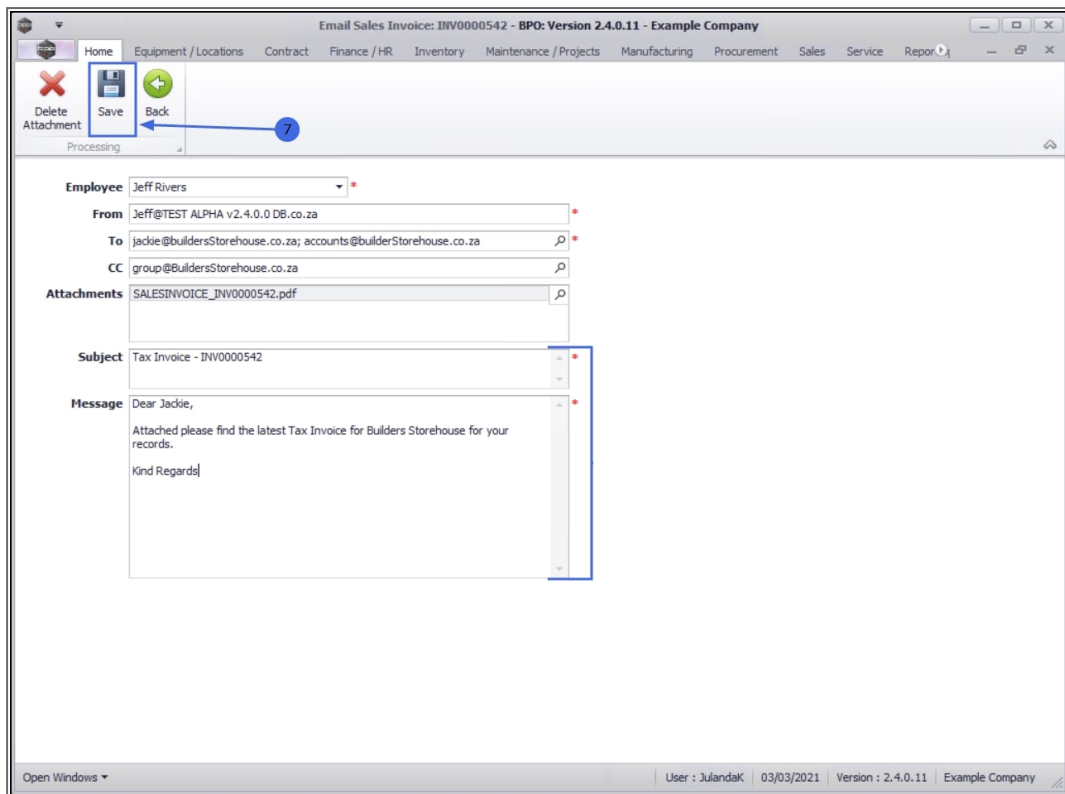 Email Sales Invoice: INV0000542 - BPO: Version 2.4.0.11 - Example Company
Home Equipment / Locations Contract Finance / HR Inventory Maintenance / Projects Manufacturing Procurement Sales Service
Delete Attachment
Save
Back
7
Processing
Employee Jeff Rivers *
From Jeff@TEST ALPHA v2.4.0.0 DB.co.za *
To jackie@buildersStorehouse.co.za; accounts@builderStorehouse.co.za *
CC group@BuildersStorehouse.co.za
Attachments SALESINVOICE_INV0000542.pdf
Subject Tax Invoice - INV0000542 *
Message Dear Jackie, *
Attached please find the latest Tax Invoice for Builders Storehouse for your
records.
Kind Regards
Open Windows User : JulandaK 03/03/2021 Version : 2.4.0.11 Example Company